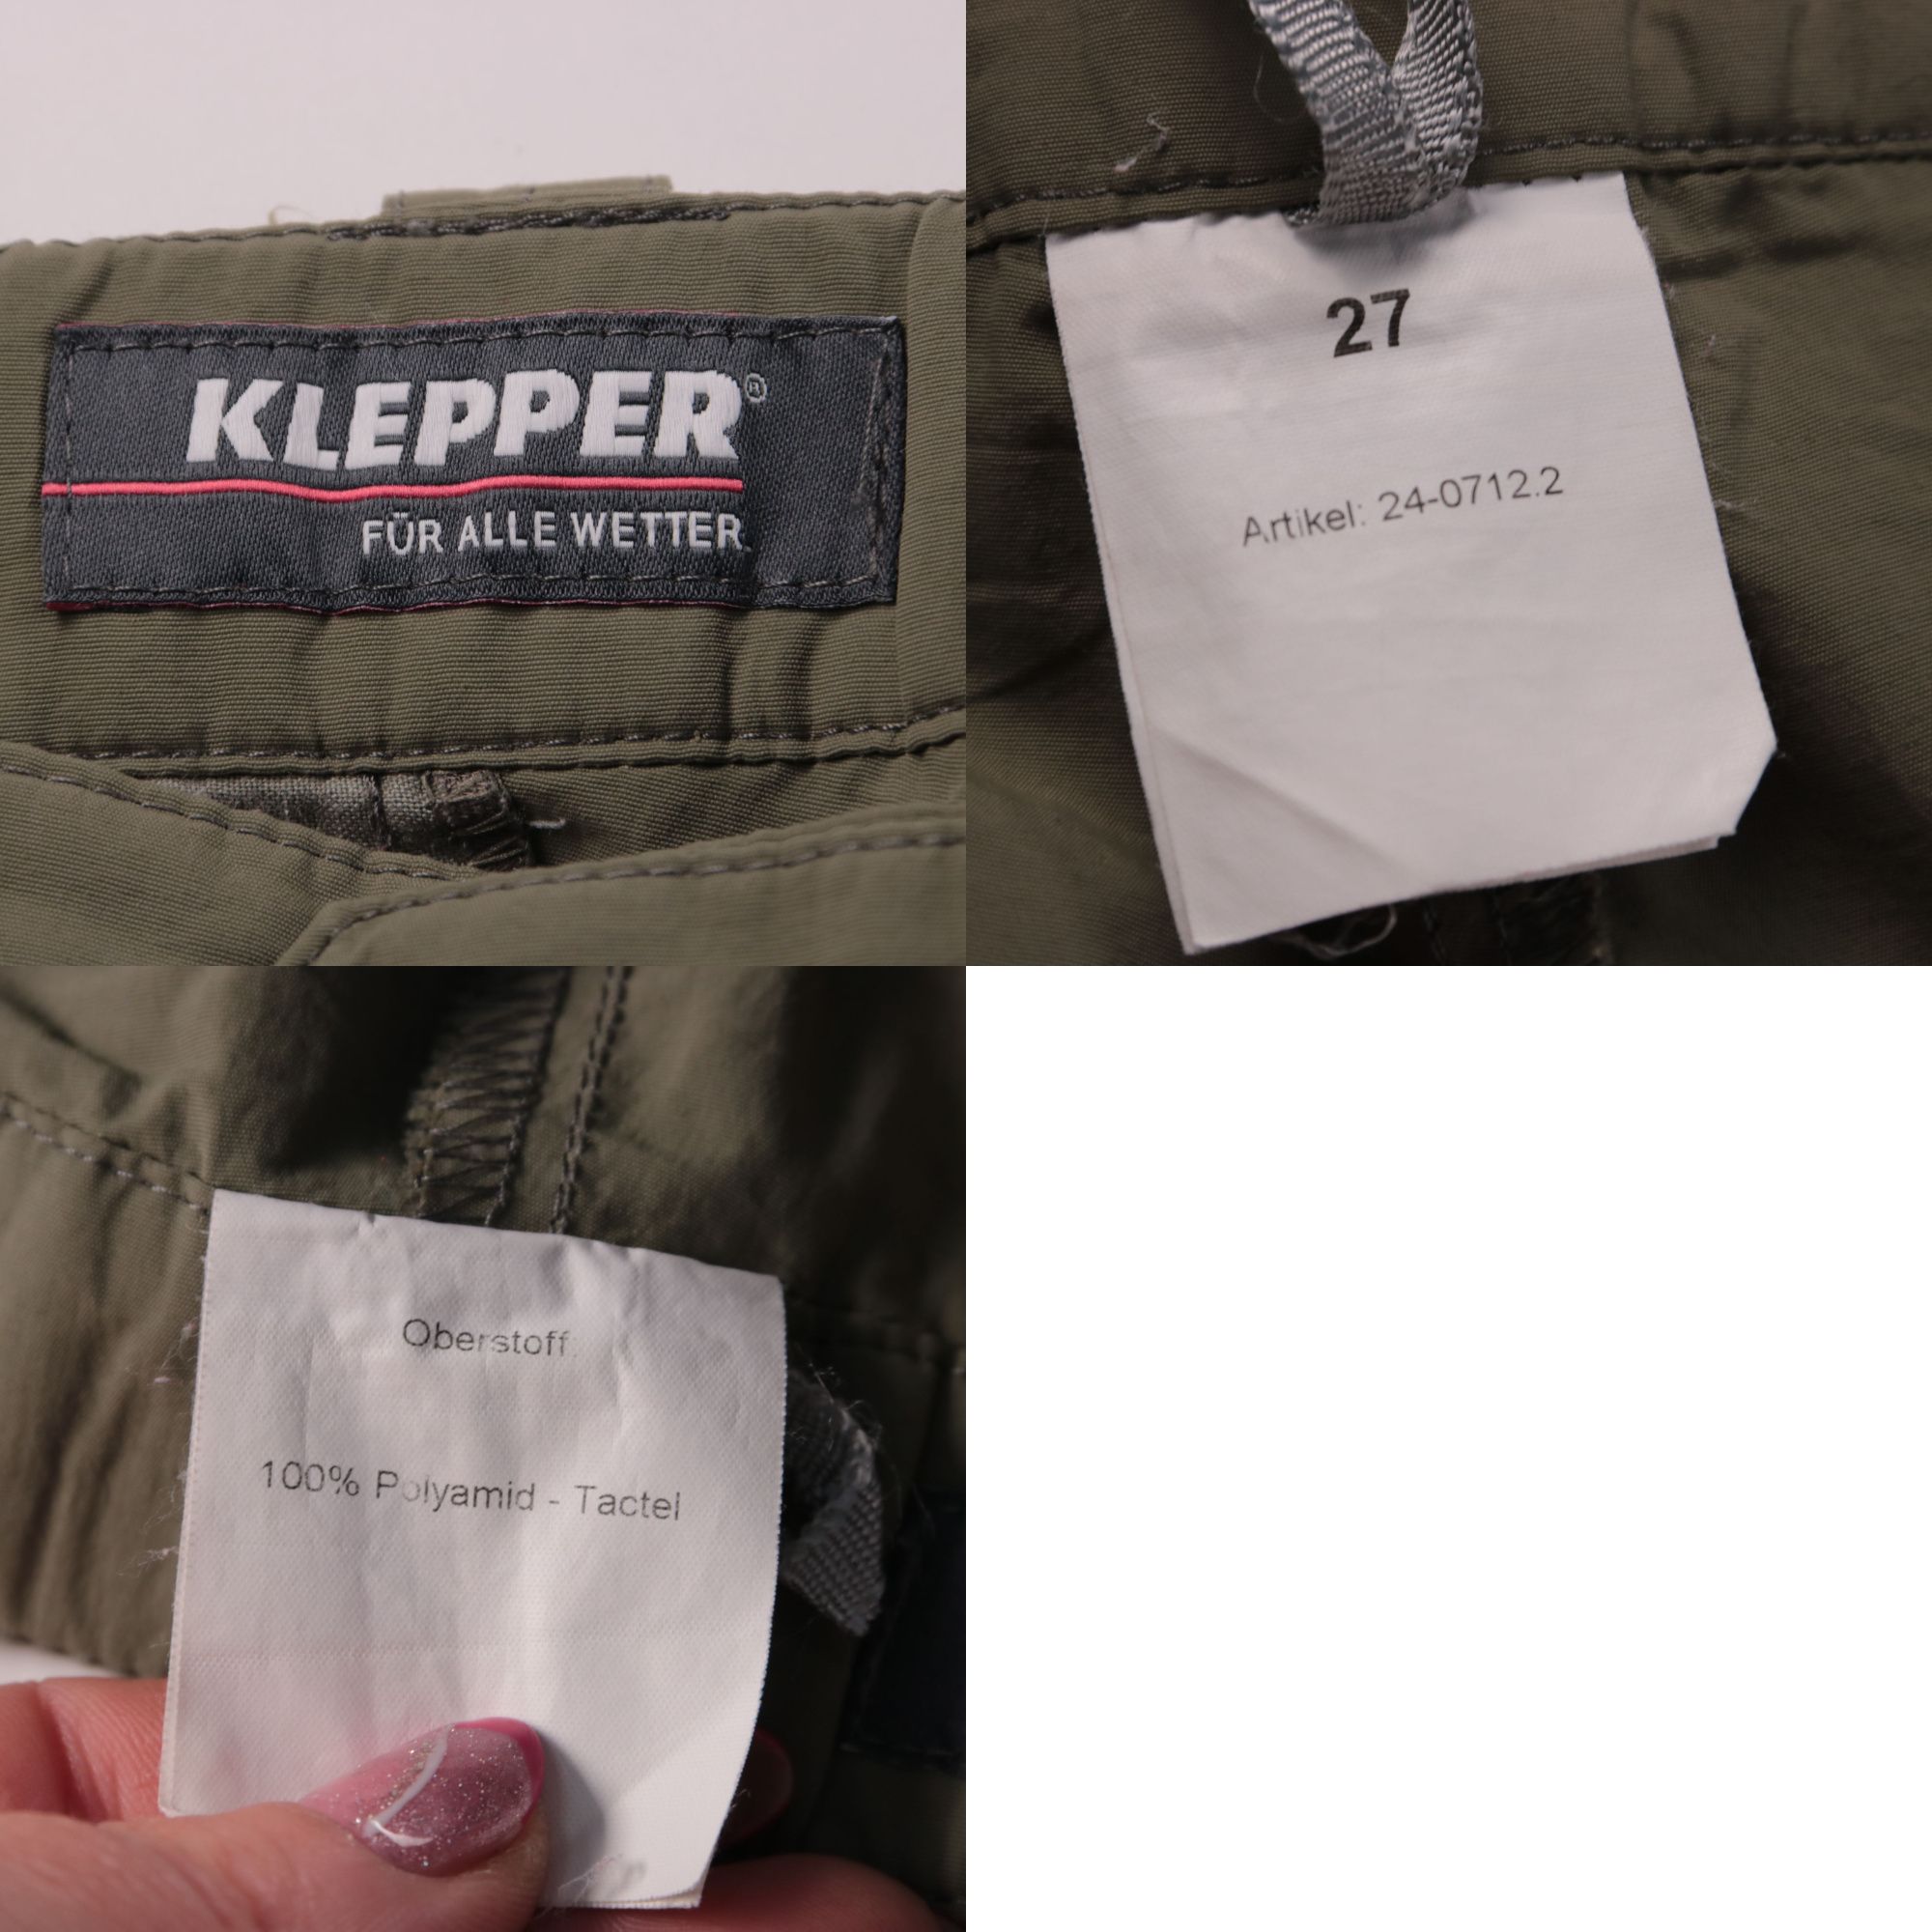 KLEPPER®
FÜR ALLE WETTER.
27
Artikel: 24-0712.2
Oberstoff:
100% Polyamid - Tactel